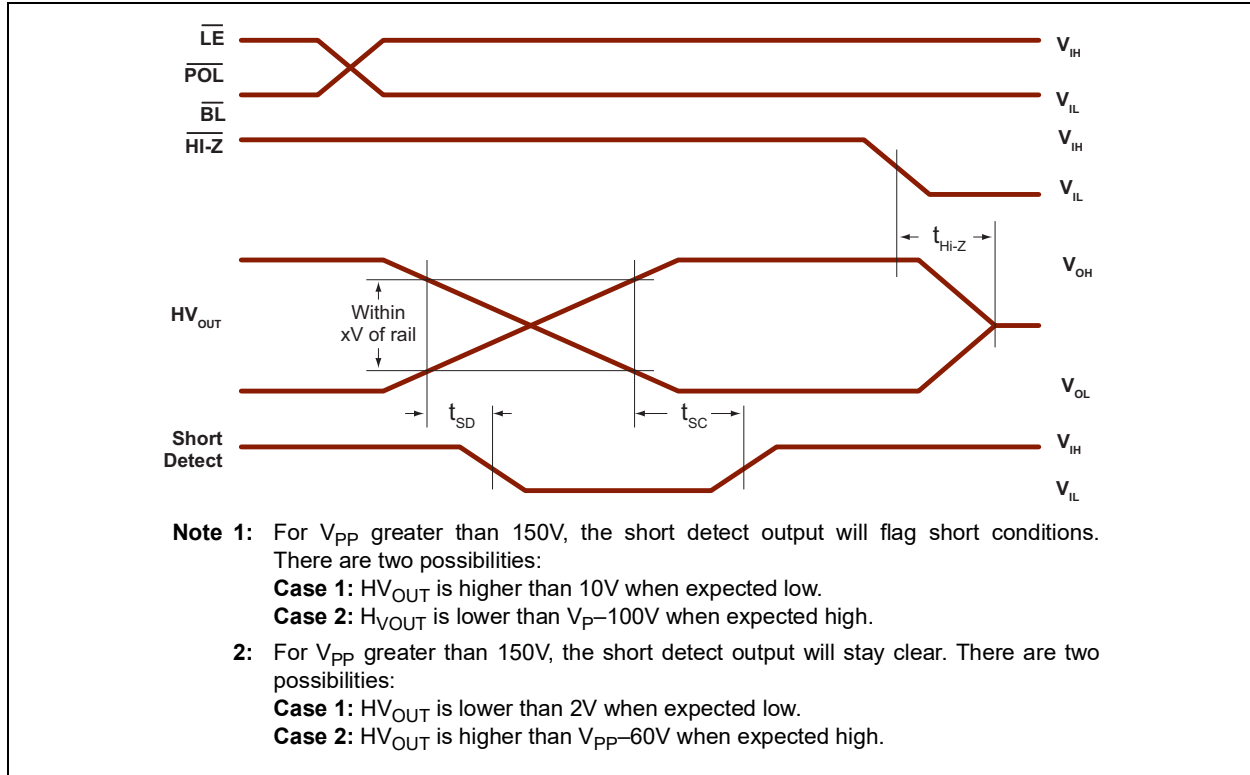 LE
V_IH
POL
BL
V_IL
HI-Z
V_IH
V_IL
t_Hi-Z
V_OH
Within
xV of rail
HV_OUT
V_OL
t_SD
t_SC
Short
Detect
V_IH
V_IL
Note 1: For V_PP greater than 150V, the short detect output will flag short conditions.
There are two possibilities:
Case 1: HV_OUT is higher than 10V when expected low.
Case 2: H_VOUT is lower than V_P–100V when expected high.
2: For V_PP greater than 150V, the short detect output will stay clear. There are two
possibilities:
Case 1: HV_OUT is lower than 2V when expected low.
Case 2: HV_OUT is higher than V_PP–60V when expected high.